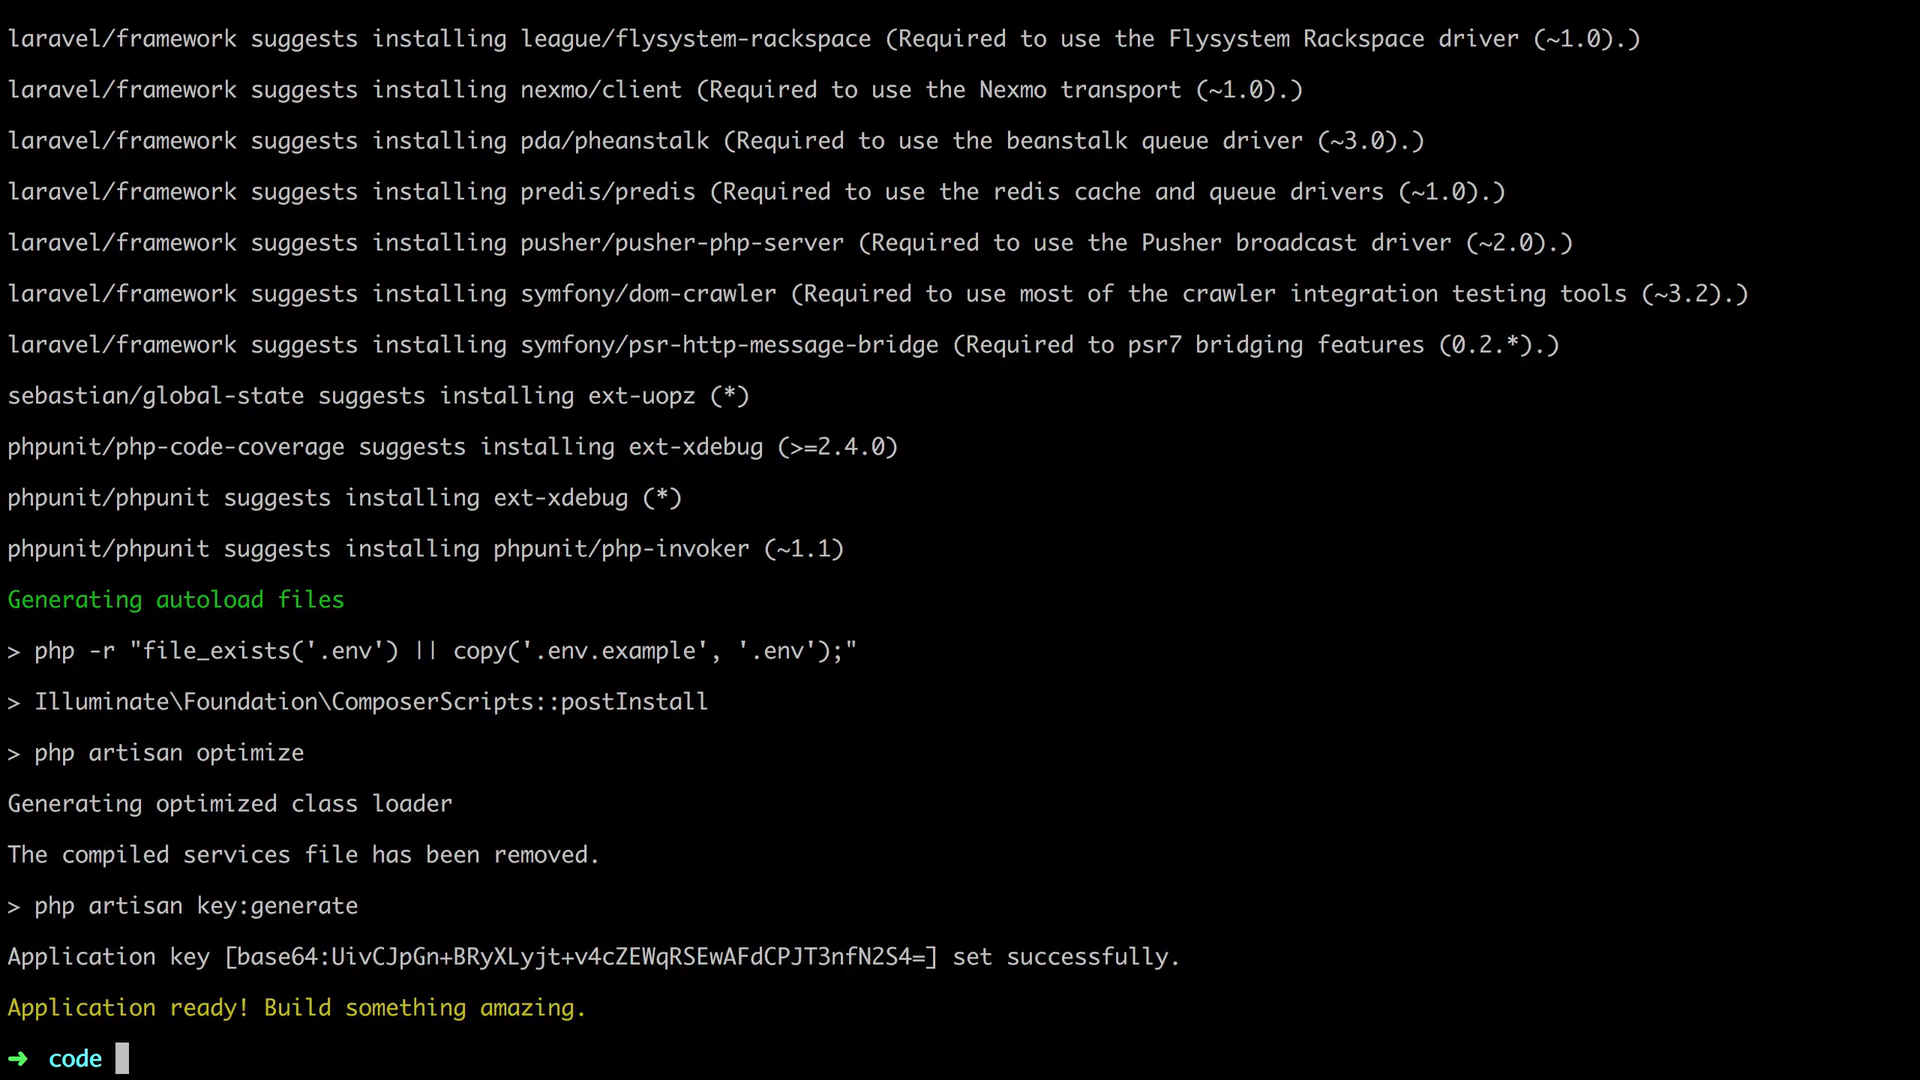 laravel/framework suggests installing league/flysystem-rackspace (Required to use the Flysystem Rackspace driver (~1.0).)
laravel/framework suggests installing nexmo/client (Required to use the Nexmo transport (~1.0).)
laravel/framework suggests installing pda/pheanstalk (Required to use the beanstalk queue driver (~3.0).)
laravel/framework suggests installing predis/predis (Required to use the redis cache and queue drivers (~1.0).)
laravel/framework suggests installing pusher/pusher-php-server (Required to use the Pusher broadcast driver (~2.0).)
laravel/framework suggests installing symfony/dom-crawler (Required to use most of the crawler integration testing tools (~3.2).)
laravel/framework suggests installing symfony/psr-http-message-bridge (Required to psr7 bridging features (0.2.*).)
sebastian/global-state suggests installing ext-uopz (*)
phpunit/php-code-coverage suggests installing ext-xdebug (>=2.4.0)
phpunit/phpunit suggests installing ext-xdebug (*)
phpunit/phpunit suggests installing phpunit/php-invoker (~1.1)
Generating autoload files
> php -r "file_exists('.env') || copy('.env.example', '.env');"
> Illuminate\Foundation\ComposerScripts::postInstall
> php artisan optimize
Generating optimized class loader
The compiled services file has been removed.
> php artisan key:generate
Application key [base64:UivCJpGn+BRyXLyjt+v4cZEWqRSEwAFdCPJT3nfN2S4=] set successfully.
Application ready! Build something amazing.
➜ code